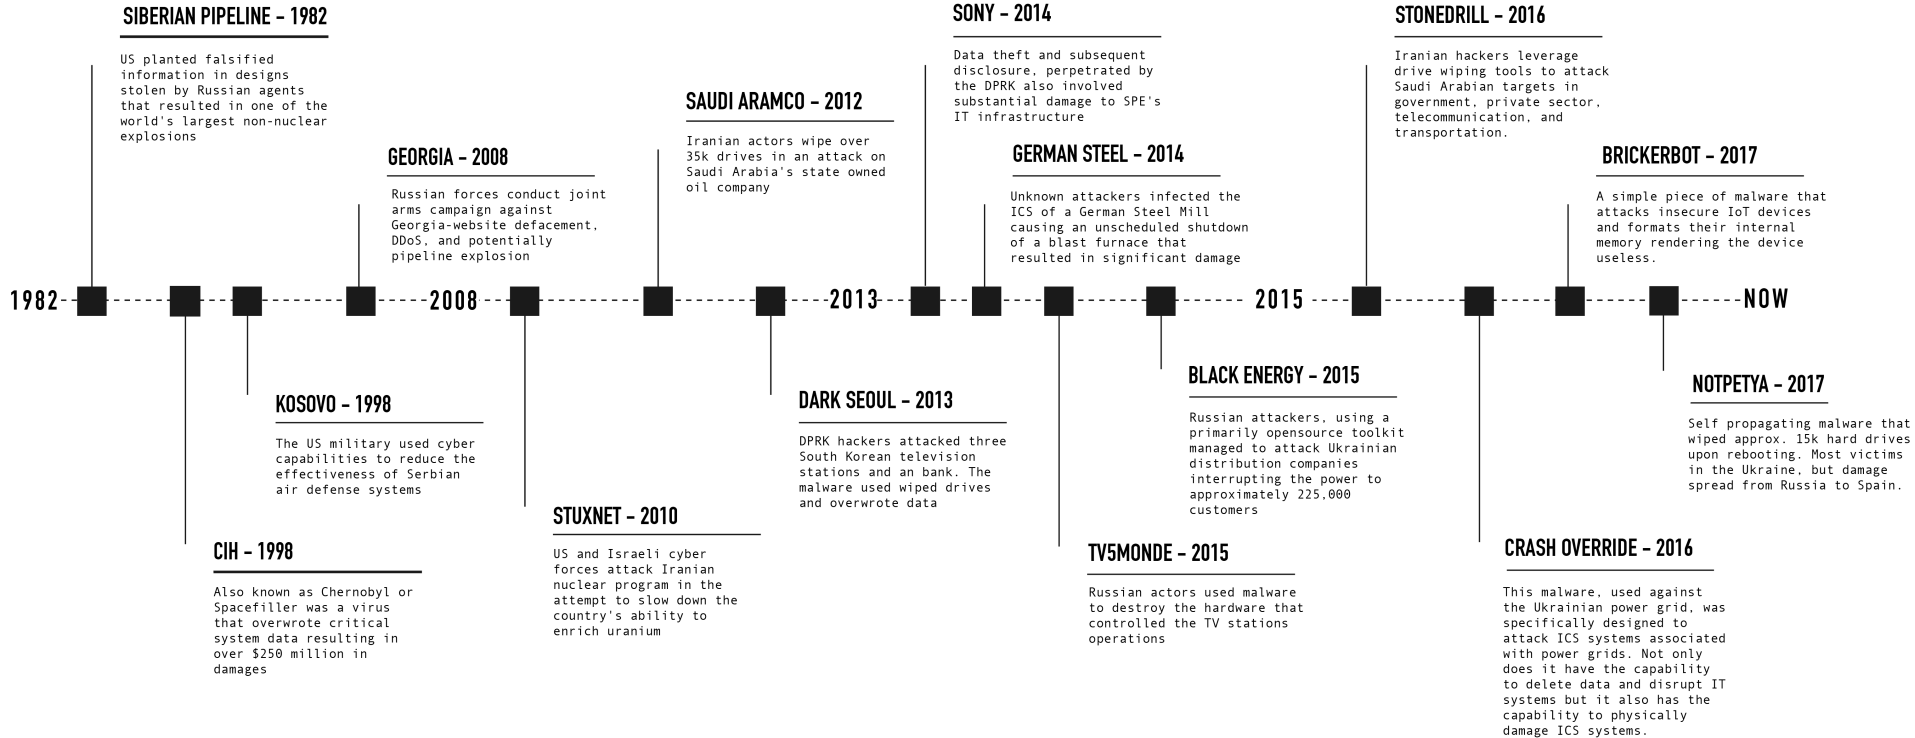 SIBERIAN PIPELINE – 1982
US planted falsified
information in designs
stolen by Russian agents
that resulted in one of the
world's largest non-nuclear
explosions
GEORGIA – 2008
Russian forces conduct joint
arms campaign against
Georgia-website defacement,
DDoS, and potentially
pipeline explosion
SAUDI ARAMCO – 2012
Iranian actors wipe over
35k drives in an attack on
Saudi Arabia's state owned
oil company
SONY – 2014
Data theft and subsequent
disclosure, perpetrated by
the DPRK also involved
substantial damage to SPE's
IT infrastructure
GERMAN STEEL – 2014
Unknown attackers infected the
ICS of a German Steel Mill
causing an unscheduled shutdown
of a blast furnace that
resulted in significant damage
STONEDRILL – 2016
Iranian hackers leverage
drive wiping tools to attack
Saudi Arabian targets in
government, private sector,
telecommunication, and
transportation.
BRICKERBOT – 2017
A simple piece of malware that
attacks insecure IoT devices
and formats their internal
memory rendering the device
useless.
1982
2008
2013
2015
NOW
KOSOVO – 1998
The US military used cyber
capabilities to reduce the
effectiveness of Serbian
air defense systems
CIH – 1998
Also known as Chernobyl or
Spacefiller was a virus
that overwrote critical
system data resulting in
over $250 million in
damages
STUXNET – 2010
US and Israeli cyber
forces attack Iranian
nuclear program in the
attempt to slow down the
country's ability to
enrich uranium
DARK SEOUL – 2013
DPRK hackers attacked three
South Korean television
stations and an bank. The
malware used wiped drives
and overwrote data
TV5MONDE – 2015
Russian actors used malware
to destroy the hardware that
controlled the TV stations
operations
BLACK ENERGY – 2015
Russian attackers, using a
primarily opensource toolkit
managed to attack Ukrainian
distribution companies
interrupting the power to
approximately 225,000
customers
CRASH OVERRIDE – 2016
This malware, used against
the Ukrainian power grid, was
specifically designed to
attack ICS systems associated
with power grids. Not only
does it have the capability
to delete data and disrupt IT
systems but it also has the
capability to physically
damage ICS systems.
NOTPETYA – 2017
Self propagating malware that
wiped approx. 15k hard drives
upon rebooting. Most victims
in the Ukraine, but damage
spread from Russia to Spain.